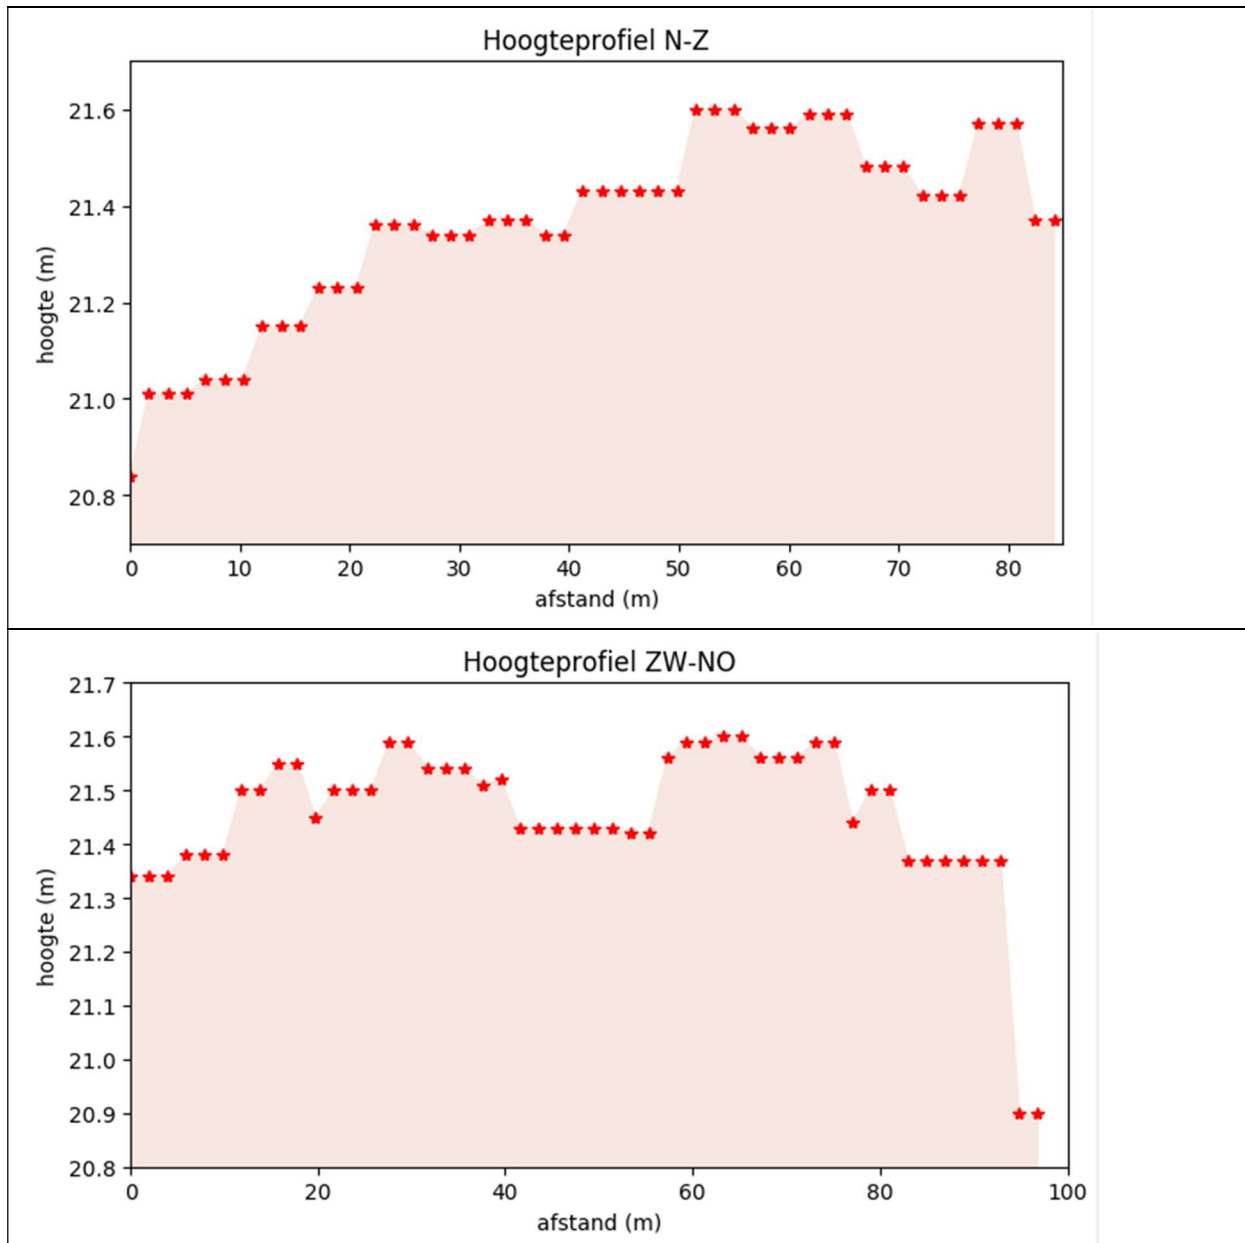 Hoogteprofiel N-Z
21.6
21.4
21.2
21.0
20.8
hoogte (m)
0 10 20 30 40 50 60 70 80
afstand (m)
Hoogteprofiel ZW-NO
21.7
21.6
21.5
21.4
21.3
21.2
21.1
21.0
20.9
20.8
hoogte (m)
0 20 40 60 80 100
afstand (m)